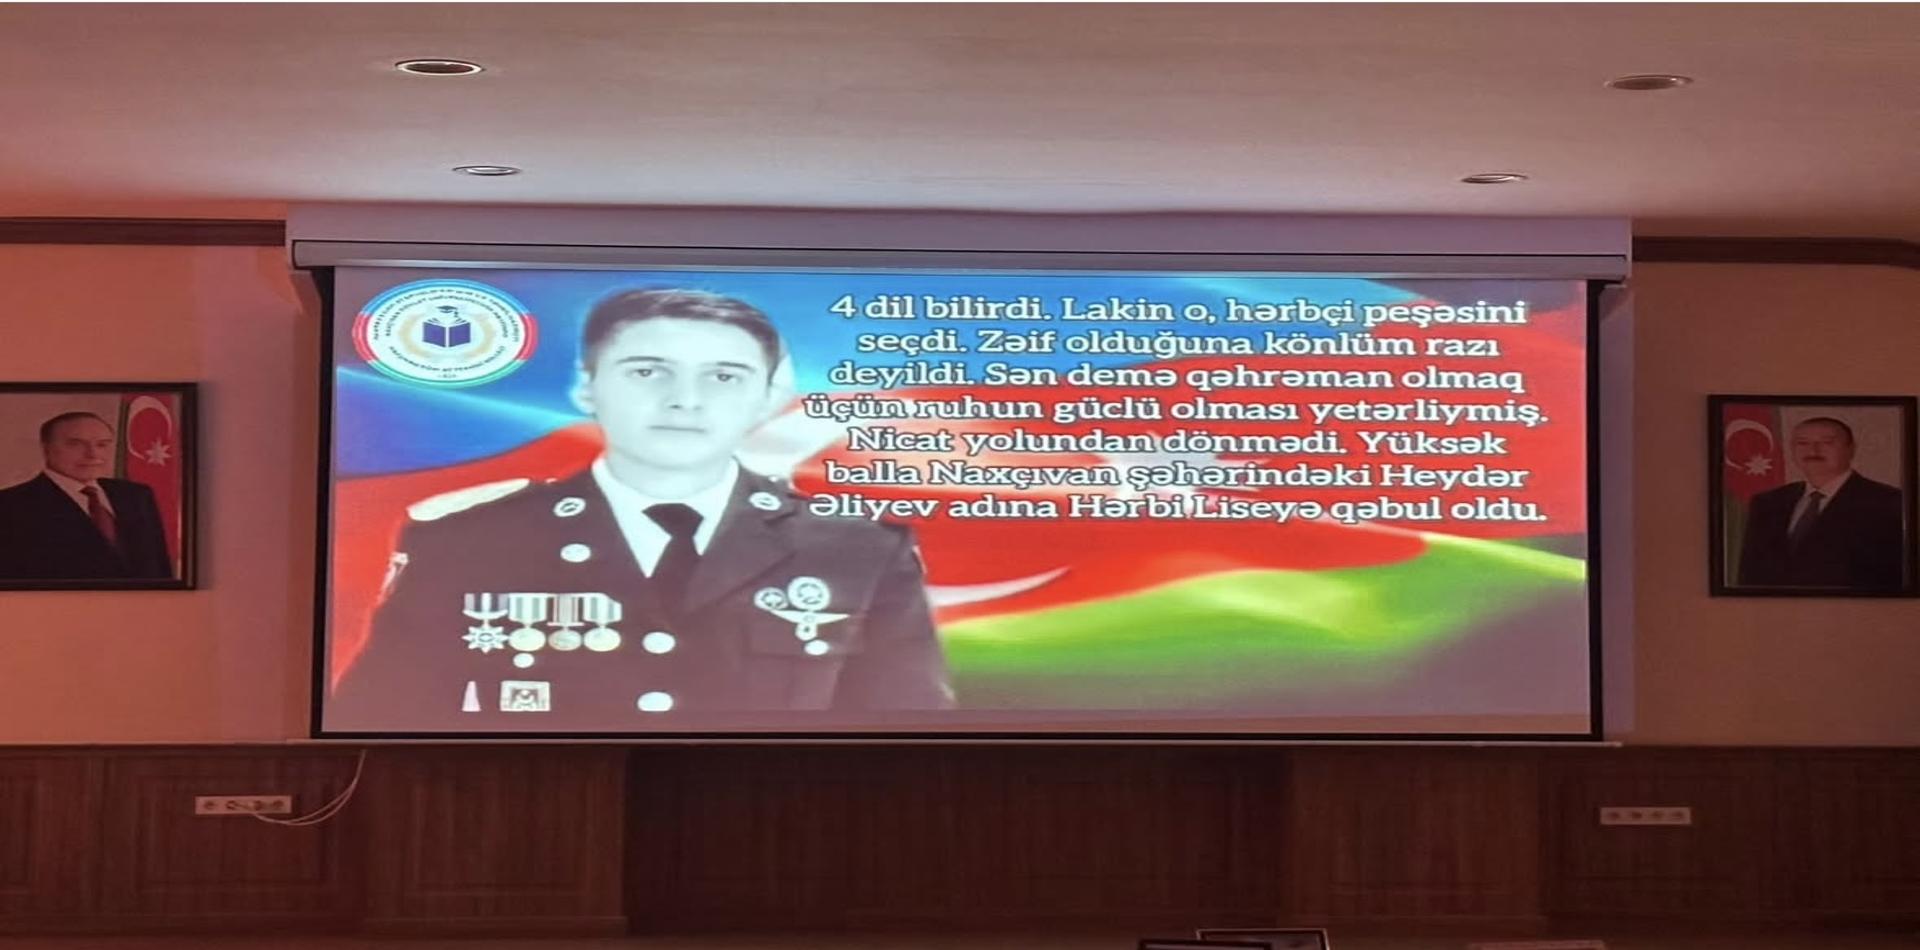 4 dil bilirdi. Lakin o, hərbçi peşəsini
seçdi. Zəif olduğuna könlüm razı
deyildi. Sən demə qəhrəman olmaq
üçün ruhun güclü olması yetərliymiş.
Nicat yolundan dönmədi. Yüksək
balla Naxçıvan şəhərindəki Heydər
Əliyev adına Hərbi Liseyə qəbul oldu.